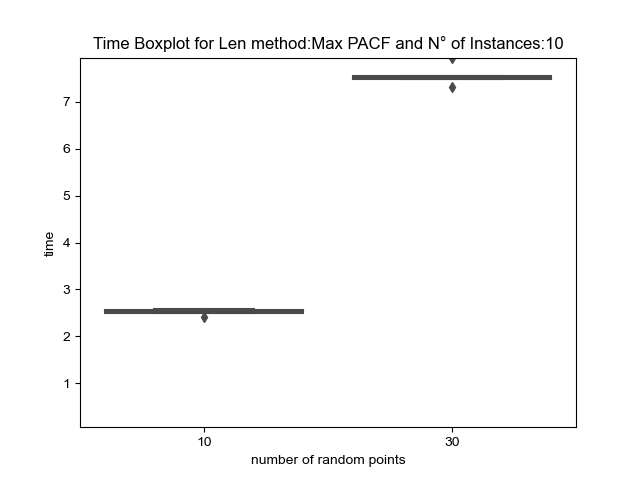 Time Boxplot for Len method:Max PACF and N° of Instances:10
7
6
5
4
3
2
1
time
10 30
number of random points